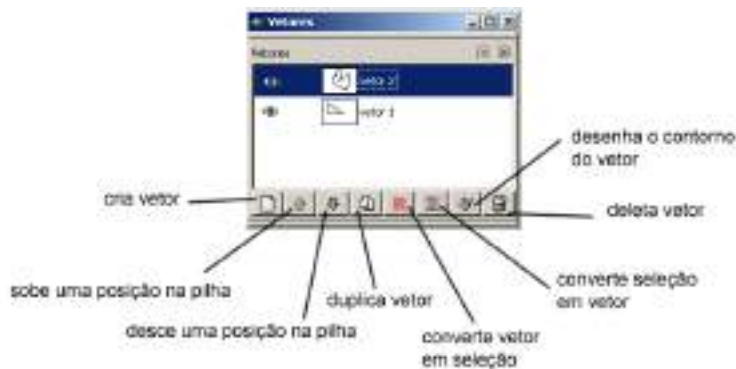 Vetores
Vetores
vetor 2
vetor 1
desenha o contorno
do vetor
cria vetor
deleta vetor
sobe uma posição na pilha
duplica vetor
converte seleção
em vetor
desce uma posição na pilha
converte vetor
em seleção